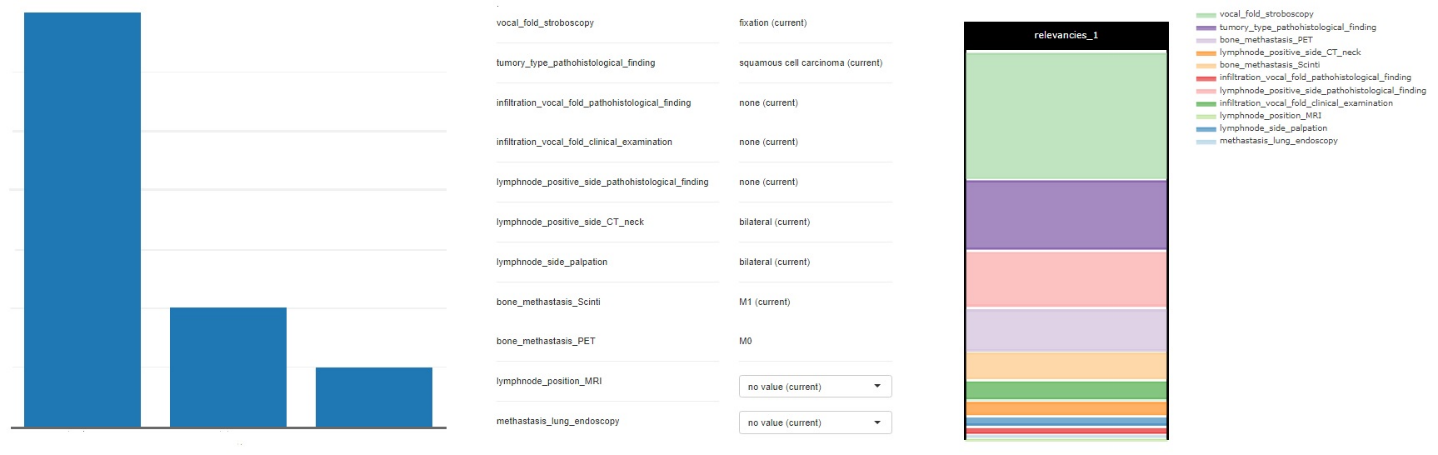 vocal_fold_stroboscopy fixation (current)
tumory_type_pathohistological_finding squamous cell carcinoma (current)
infiltration_vocal_fold_pathohistological_finding none (current)
infiltration_vocal_fold_clinical_examination none (current)
lymphnode_positive_side_pathohistological_finding none (current)
lymphnode_positive_side_CT_neck bilateral (current)
lymphnode_side_palpation bilateral (current)
bone_methastasis_Scinti M1 (current)
bone_methastasis_PET M0
lymphnode_position_MRI no value (current)
methastasis_lung_endoscopy no value (current)
relevancies_1
vocal_fold_stroboscopy
tumory_type_pathohistological_finding
bone_methastasis_PET
lymphnode_positive_side_CT_neck
bone_methastasis_Scinti
infiltration_vocal_fold_pathohistological_finding
lymphnode_positive_side_pathohistological_finding
infiltration_vocal_fold_clinical_examination
lymphnode_position_MRI
lymphnode_side_palpation
methastasis_lung_endoscopy